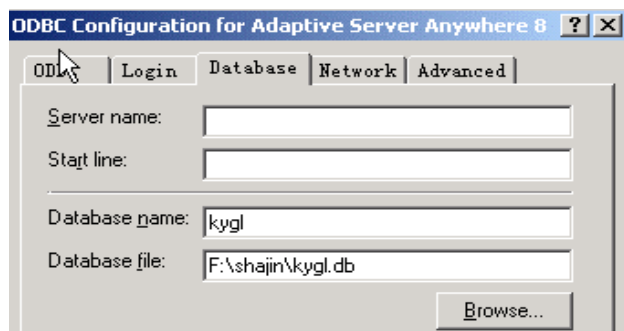 ODBC Configuration for Adaptive Server Anywhere 8
Login Database Network Advanced
Server name:
Start line:
Database name: kygl
Database file: F:\shajin\kygl.db
Browse...